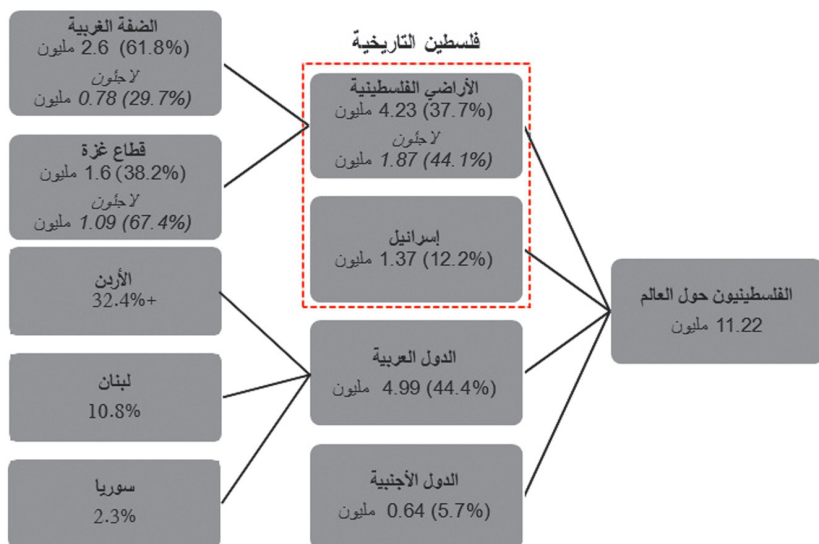 فلسطين التاريخية
الفلسطينيون حول العالم
11.22 مليون
الأراضي الفلسطينية
4.23 (37.7%) مليون
لاجئون
1.87 (44.1%) مليون
إسرائيل
1.37 (12.2%) مليون
الدول العربية
4.99 (44.4%) مليون
الدول الأجنبية
0.64 (5.7%) مليون
الضفة الغربية
2.6 (61.8%) مليون
لاجئون
0.78 (29.7%) مليون
قطاع غزة
1.6 (38.2%) مليون
لاجئون
1.09 (67.4%) مليون
الأردن
32.4%+
لبنان
10.8%
سوريا
2.3%